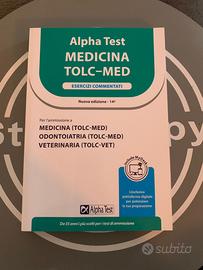 Alpha Test
MEDICINA
TOLC-MED
ESERCIZI COMMENTATI
Nuova edizione - 14ª
Per l'ammissione a
MEDICINA (TOLC-MED)
ODONTOIATRIA (TOLC-MED)
VETERINARIA (TOLC-VET)
Alpha Test
Da 35 anni i più scelti per i test di ammissione
subito